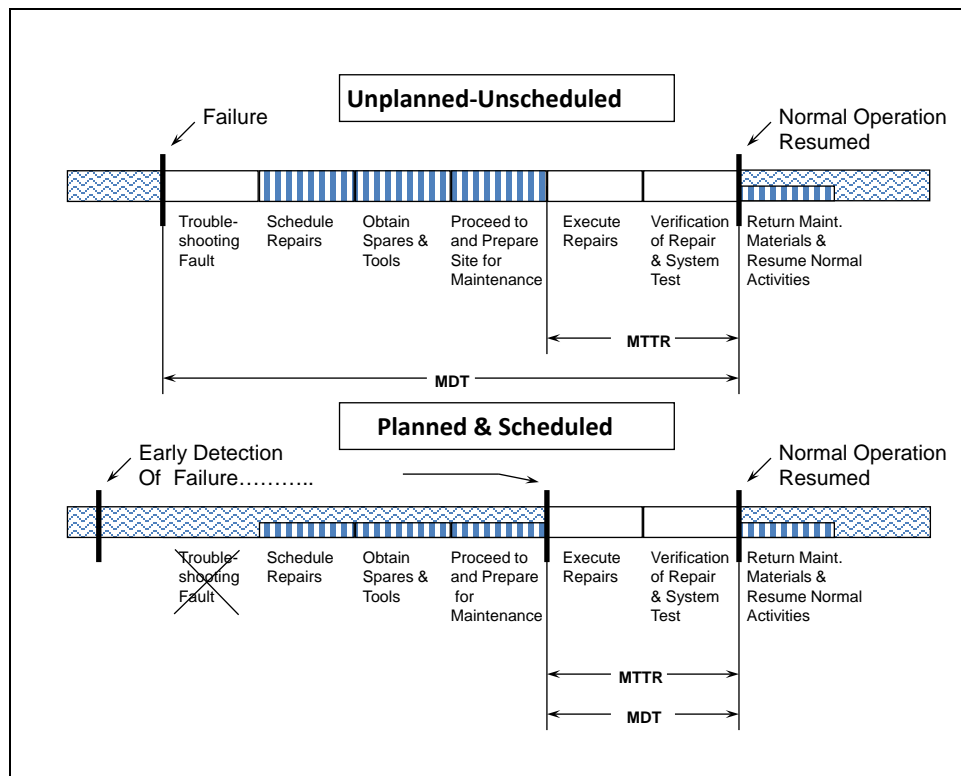 Unplanned-Unscheduled
Failure
Normal Operation
Resumed
Trouble-
shooting
Fault
Schedule
Repairs
Obtain
Spares &
Tools
Proceed to
and Prepare
Site for
Maintenance
Execute
Repairs
Verification
of Repair
& System
Test
Return Maint.
Materials &
Resume Normal
Activities
MTTR
MDT
Planned & Scheduled
Early Detection
Of Failure………..
Normal Operation
Resumed
Trouble-
shooting
Fault
Schedule
Repairs
Obtain
Spares &
Tools
Proceed to
and Prepare
for
Maintenance
Execute
Repairs
Verification
of Repair
& System
Test
Return Maint.
Materials &
Resume Normal
Activities
MTTR
MDT